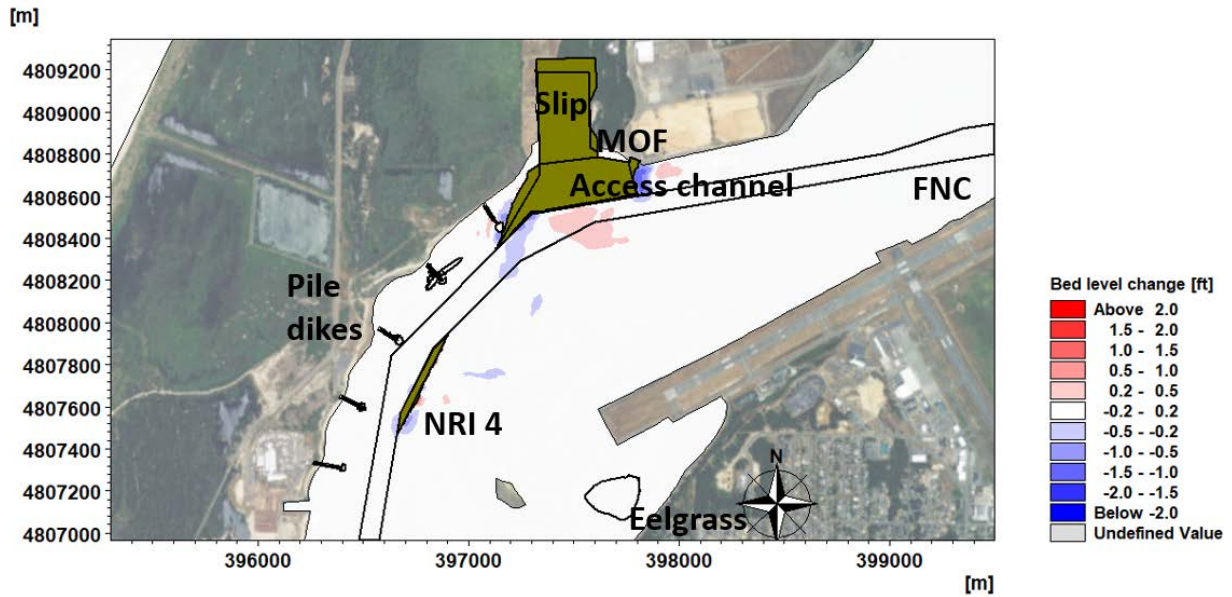 [m]
4809200
4809000
4808800
4808600
4808400
4808200
4808000
4807800
4807600
4807400
4807200
4807000
Slip
MOF
Access channel
FNC
Pile
dikes
NRI 4
Eelgrass
N
396000 397000 398000 399000
[m]
Bed level change [ft]
Above 2.0
1.5 - 2.0
1.0 - 1.5
0.5 - 1.0
0.2 - 0.5
-0.2 - 0.2
-0.5 - -0.2
-1.0 - -0.5
-1.5 - -1.0
-2.0 - -1.5
Below -2.0
Undefined Value